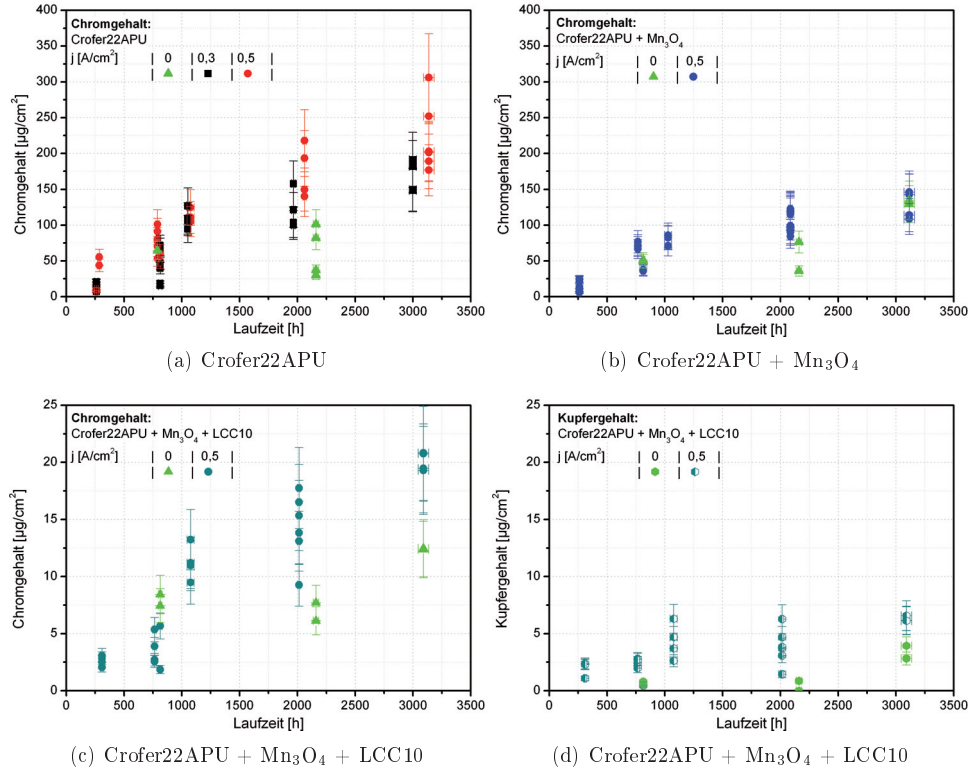 Chromgehalt:
Crofer22APU
j [A/cm²] | 0 | 0,3 | 0,5 |
Chromgehalt [µg/cm²]
400
350
300
250
200
150
100
50
0
0 500 1000 1500 2000 2500 3000 3500
Laufzeit [h]
(a) Crofer22APU
Chromgehalt:
Crofer22APU + Mn₃O₄
j [A/cm²] | 0 | 0,5 |
Chromgehalt [µg/cm²]
400
350
300
250
200
150
100
50
0
0 500 1000 1500 2000 2500 3000 3500
Laufzeit [h]
(b) Crofer22APU + Mn₃O₄
Chromgehalt:
Crofer22APU + Mn₃O₄ + LCC10
j [A/cm²] | 0 | 0,5 |
Chromgehalt [µg/cm²]
25
20
15
10
5
0
0 500 1000 1500 2000 2500 3000 3500
Laufzeit [h]
(c) Crofer22APU + Mn₃O₄ + LCC10
Kupfergehalt:
Crofer22APU + Mn₃O₄ + LCC10
j [A/cm²] | 0 | 0,5 |
Kupfergehalt [µg/cm²]
25
20
15
10
5
0
0 500 1000 1500 2000 2500 3000 3500
Laufzeit [h]
(d) Crofer22APU + Mn₃O₄ + LCC10